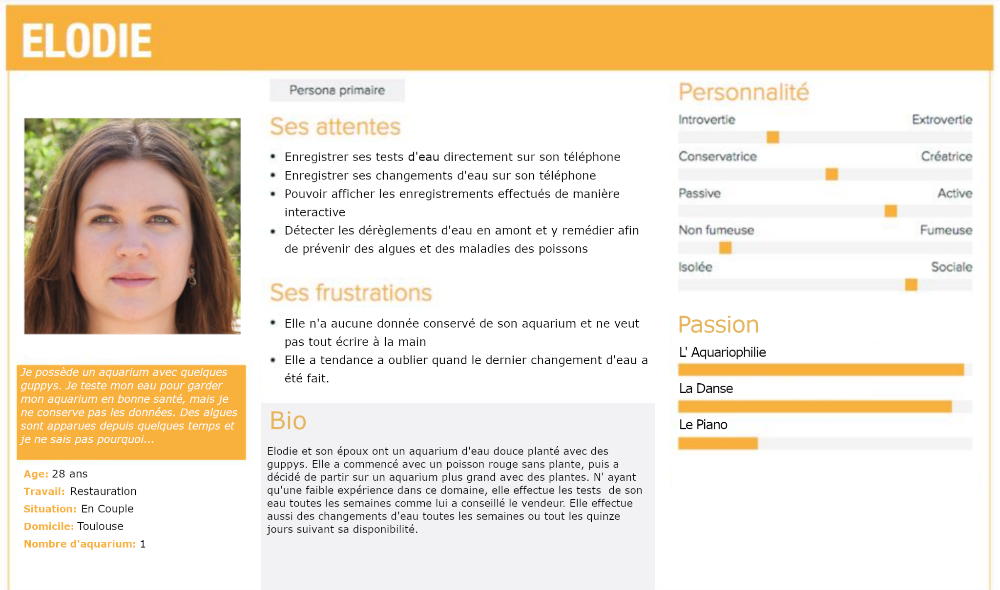 ELODIE
Je possède un aquarium avec quelques
guppys. Je teste mon eau pour garder
mon aquarium en bonne santé, mais je
ne conserve pas les données. Des algues
sont apparues depuis quelques temps et
je ne sais pas pourquoi...
Age: 28 ans
Travail: Restauration
Situation: En Couple
Domicile: Toulouse
Nombre d'aquarium: 1
Persona primaire
Ses attentes
• Enregistrer ses tests d'eau directement sur son téléphone
• Enregistrer ses changements d'eau sur son téléphone
• Pouvoir afficher les enregistrements effectués de manière
interactive
• Détecter les dérèglements d'eau en amont et y remédier afin
de prévenir des algues et des maladies des poissons
Ses frustrations
• Elle n'a aucune donnée conservé de son aquarium et ne veut
pas tout écrire à la main
• Elle a tendance a oublier quand le dernier changement d'eau a
été fait.
Bio
Elodie et son époux ont un aquarium d'eau douce planté avec des
guppys. Elle a commencé avec un poisson rouge sans plante, puis a
décidé de partir sur un aquarium plus grand avec des plantes. N' ayant
qu'une faible expérience dans ce domaine, elle effectue les tests  de son
eau toutes les semaines comme lui a conseillé le vendeur. Elle effectue
aussi des changements d'eau toutes les semaines ou tout les quinze
jours suivant sa disponibilité.
Personnalité
Introvertie Extrovertie
Conservatrice Créatrice
Passive Active
Non fumeuse Fumeuse
Isolée Sociale
Passion
L' Aquariophilie
La Danse
Le Piano